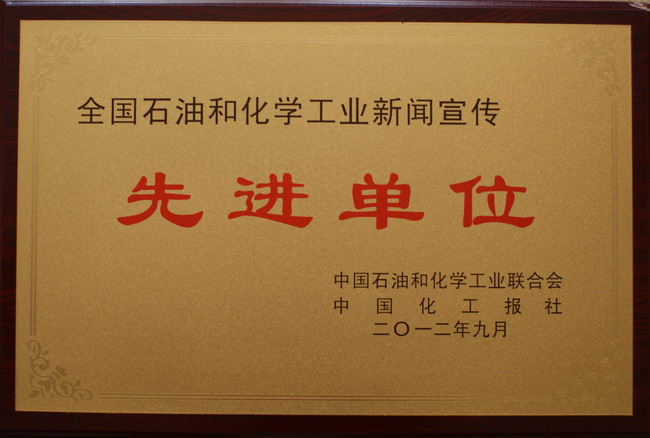 全国石油和化学工业新闻宣传
先进单位
中国石油和化学工业联合会
中国化工报社
二〇一二年九月